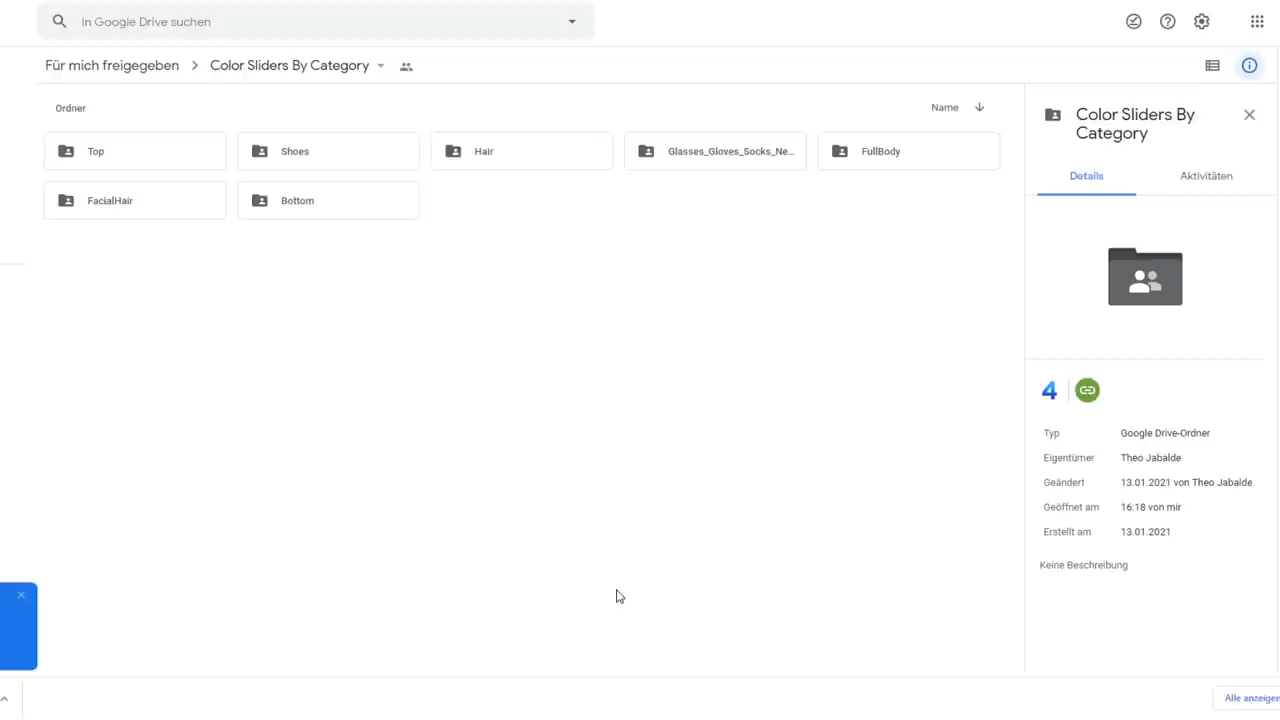 In Google Drive suchen
Für mich freigegeben
Color Sliders By Category
Ordner
Name
Top
Shoes
Hair
Glasses_Gloves_Socks_Ne...
FullBody
FacialHair
Bottom
Color Sliders By
Category
Details
Aktivitäten
4
Typ Google Drive-Ordner
Eigentümer Theo Jabalde
Geändert 13.01.2021 von Theo Jabalde
Geöffnet am 16:18 von mir
Erstellt am 13.01.2021
Keine Beschreibung
Alle anzeigen